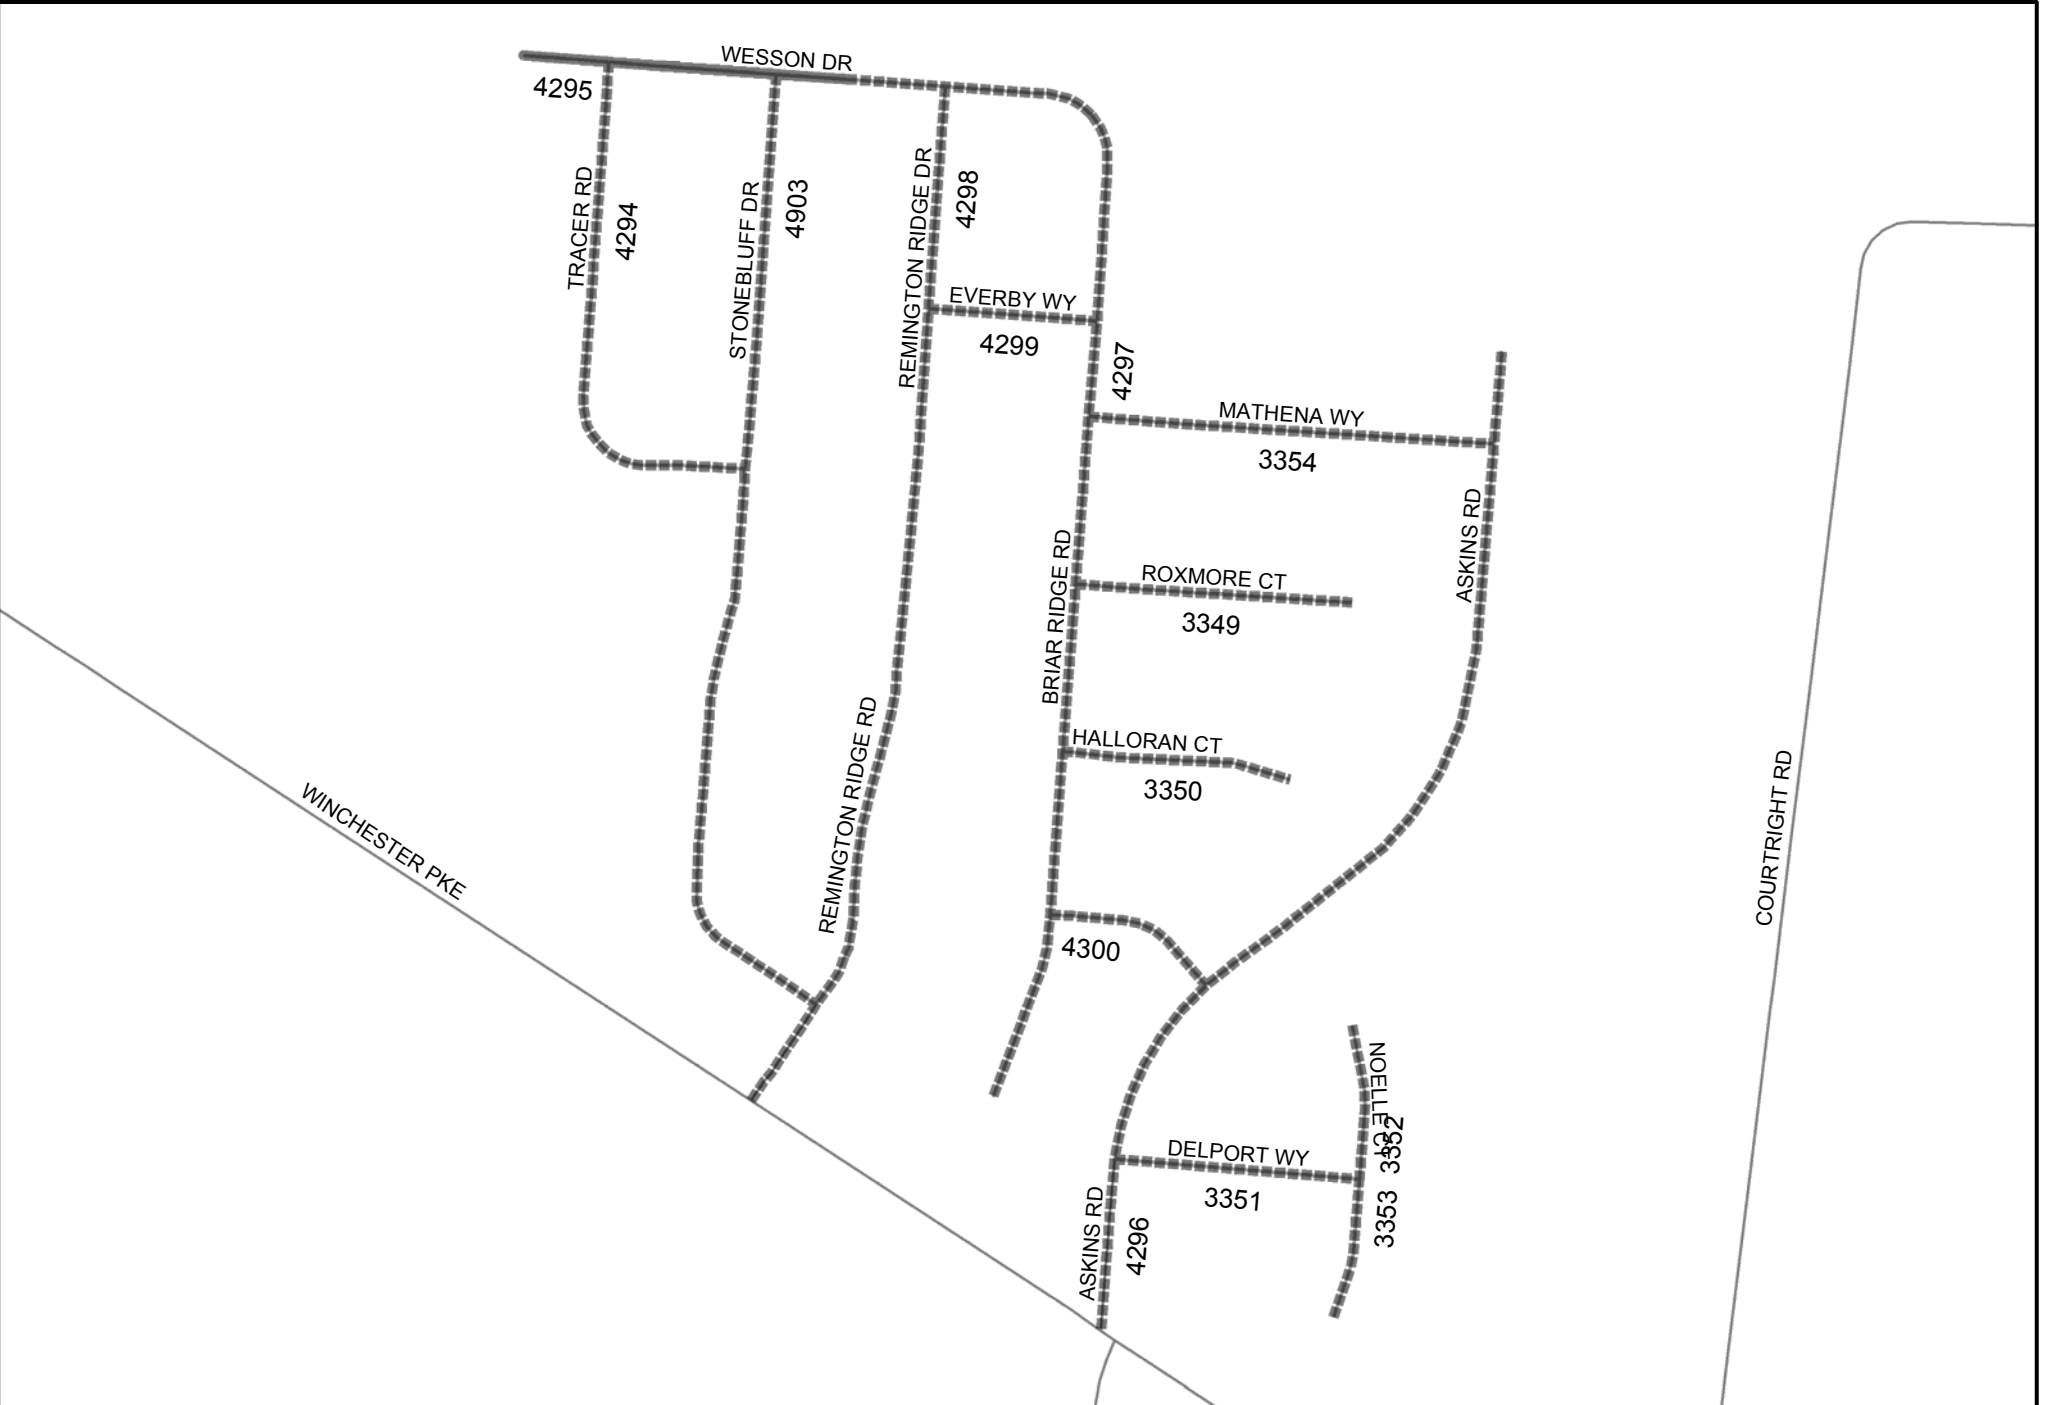 WESSON DR
4295
TRACER RD
4294
STONEBLUFF DR
4903
REMINGTON RIDGE DR
4298
EVERBY WY
4299
4297
MATHENA WY
3354
ASKINS RD
ROXMORE CT
3349
BRIAR RIDGE RD
HALLORAN CT
3350
REMINGTON RIDGE RD
WINCHESTER PKE
COURTRIGHT RD
4300
NOELLE CT
3352
DELPORT WY
3351
3353
ASKINS RD
4296